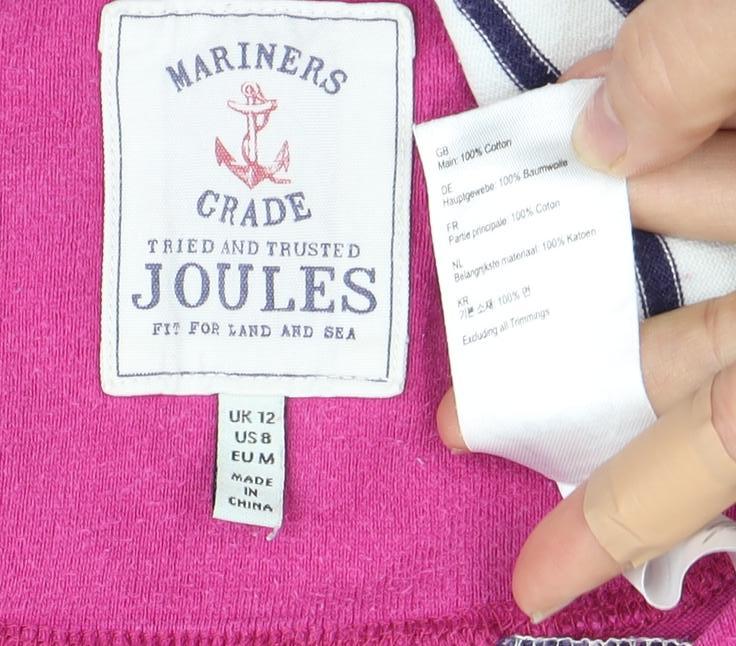 MARINERS
GRADE
TRIED AND TRUSTED
JOULES
FIT FOR LAND AND SEA
UK 12
US 8
EU M
MADE
IN
CHINA
GB
Main: 100% Cotton
DE
Hauptgewebe: 100% Baumwolle
FR
Partie principale: 100% Coton
NL
Belangrijkste materiaal: 100% Katoen
KR
기본 소재: 100% 면
Excluding all Trimmings